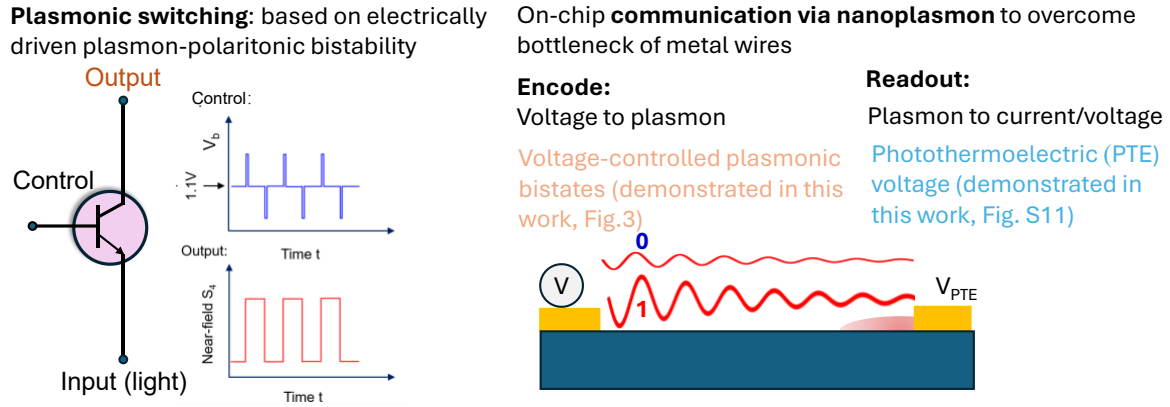 Plasmonic switching: based on electrically
driven plasmon-polaritonic bistability
Output
Control
Input (light)
Control:
V_b
1.1V
Time t
Output:
Near-field S_4
Time t
On-chip communication via nanoplasmon to overcome
bottleneck of metal wires
Encode:
Voltage to plasmon
Voltage-controlled plasmonic
bistates (demonstrated in this
work, Fig.3)
Readout:
Plasmon to current/voltage
Photothermoelectric (PTE)
voltage (demonstrated in
this work, Fig. S11)
0
V
1
V_PTE